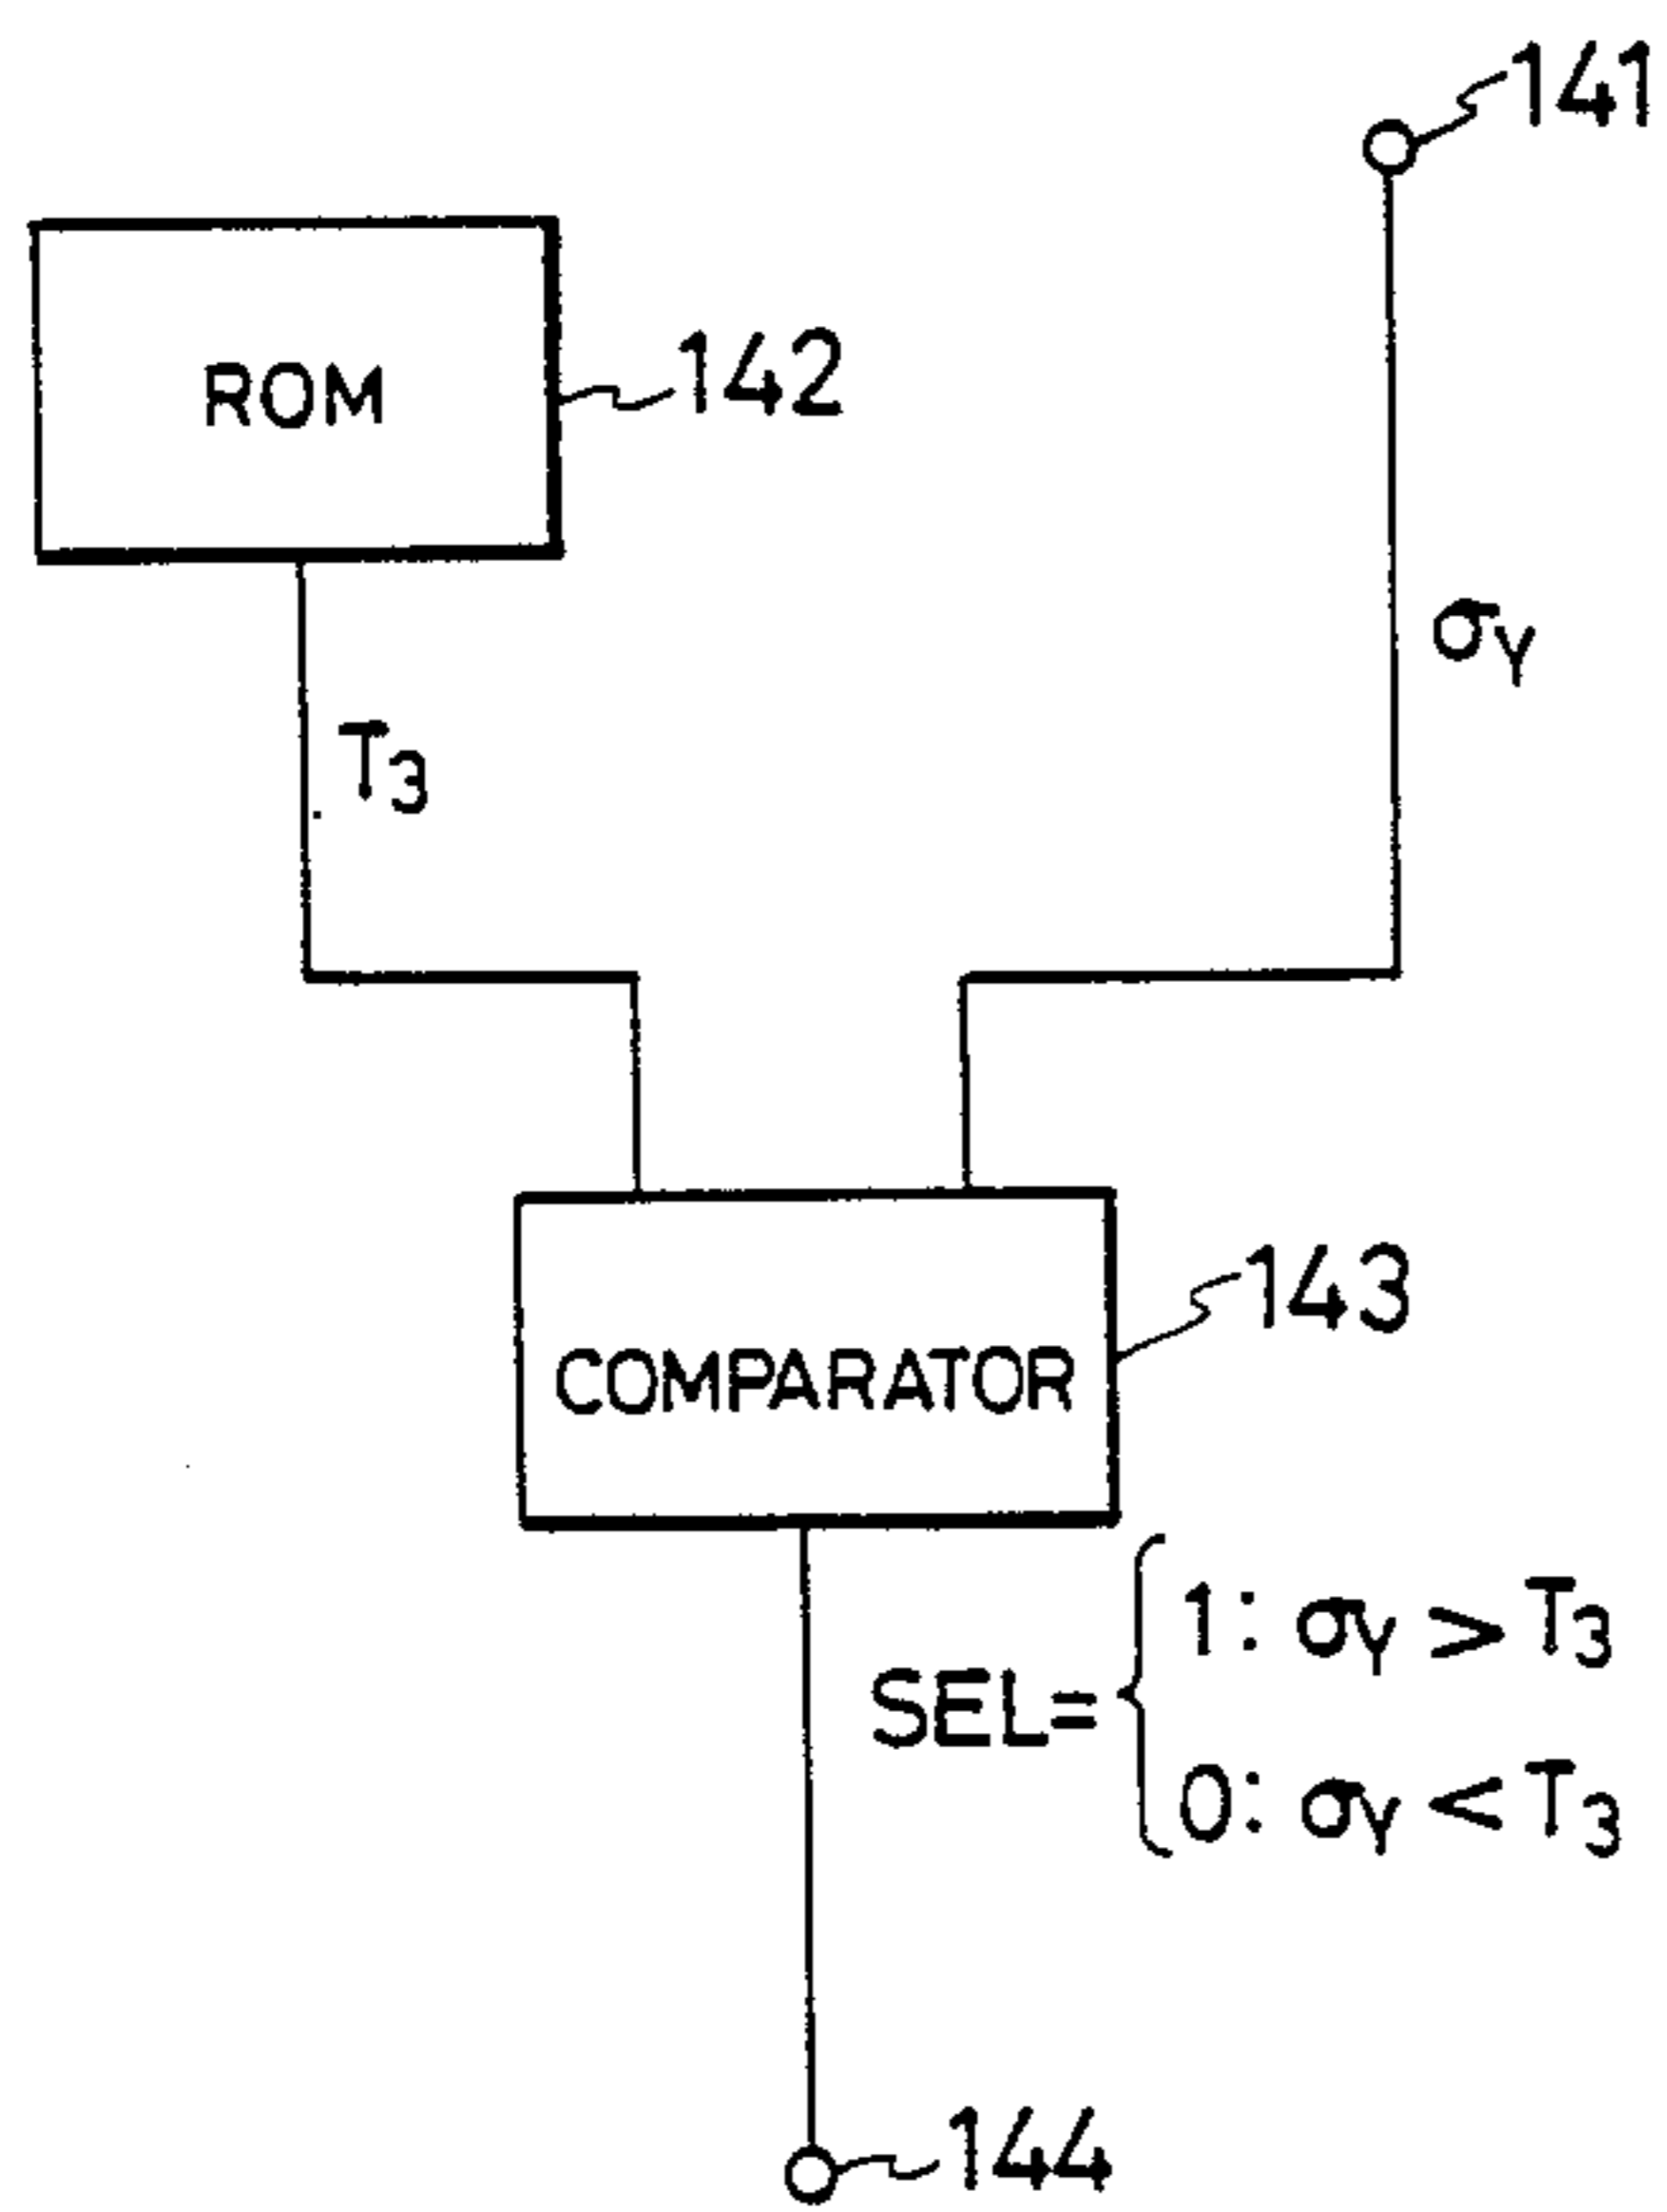 141
ROM
142
σY
T3
143
COMPARATOR
1: σY > T3
SEL=
0: σY < T3
144